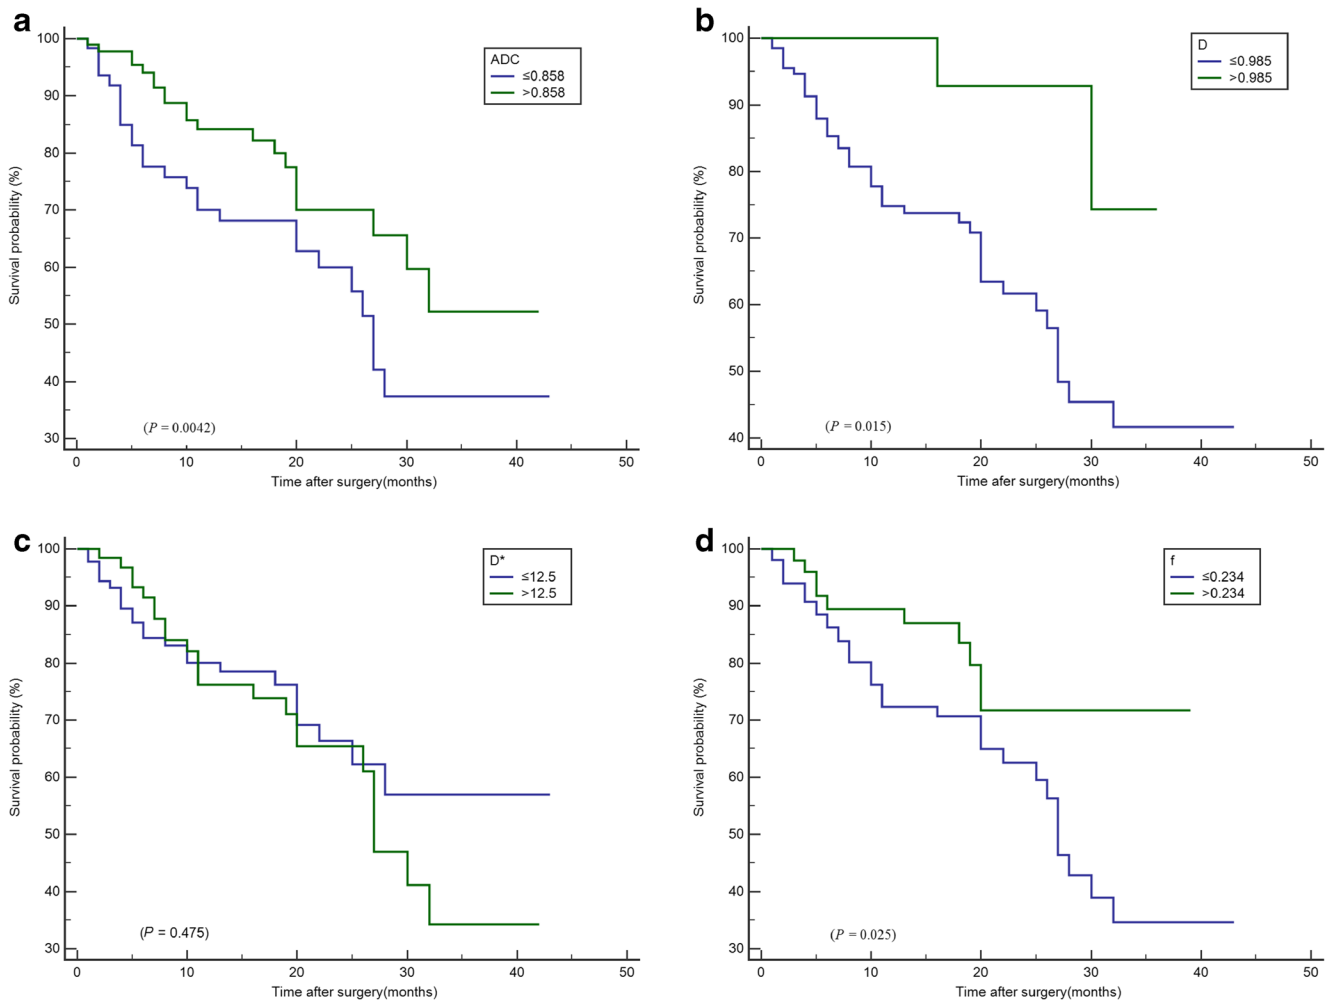 a
ADC
≤0.858
>0.858
100
90
80
70
60
50
40
30
Survival probability (%)
(P = 0.0042)
0 10 20 30 40 50
Time after surgery(months)
b
D
≤0.985
>0.985
100
90
80
70
60
50
40
Survival probability (%)
(P = 0.015)
0 10 20 30 40 50
Time afer surgery(months)
c
D*
≤12.5
>12.5
100
90
80
70
60
50
40
30
Survival probability (%)
(P = 0.475)
0 10 20 30 40 50
Time after surgery(months)
d
f
≤0.234
>0.234
100
90
80
70
60
50
40
30
Survival probability (%)
(P = 0.025)
0 10 20 30 40 50
Time after surgery(months)